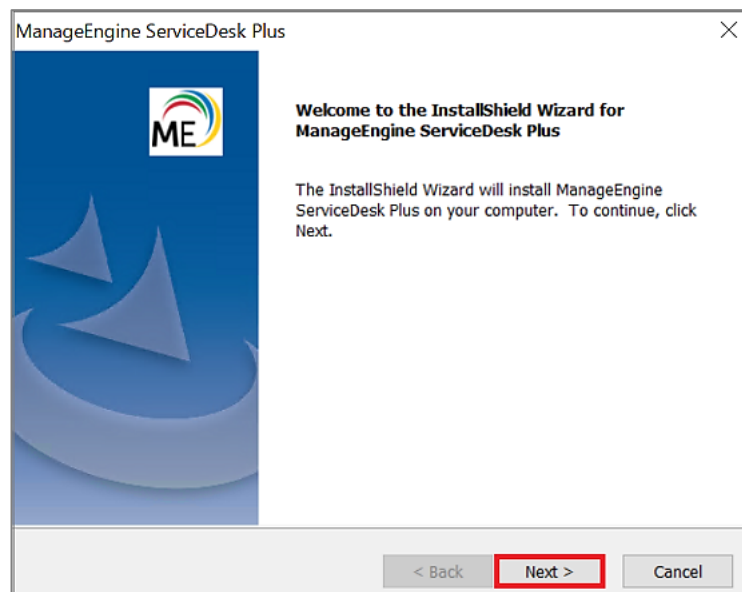 ManageEngine ServiceDesk Plus
ME
Welcome to the InstallShield Wizard for
ManageEngine ServiceDesk Plus
The InstallShield Wizard will install ManageEngine
ServiceDesk Plus on your computer. To continue, click
Next.
< Back
Next >
Cancel